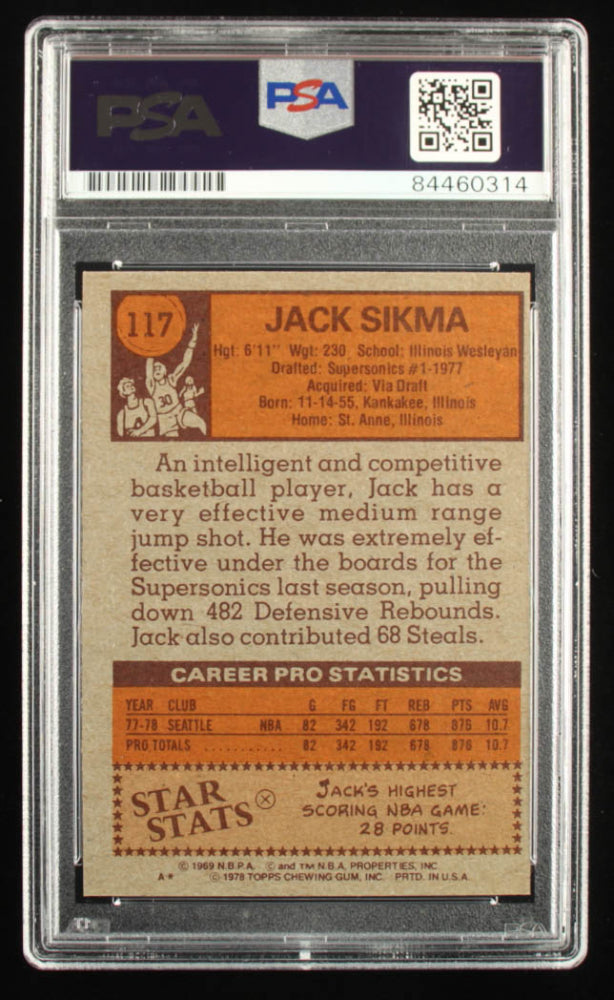 PSA PSA
84460314
117
JACK SIKMA
Hgt: 6'11" Wgt: 230 School: Illinois Wesleyan
Drafted: Supersonics #1-1977
Acquired: Via Draft
Born: 11-14-55, Kankakee, Illinois
Home: St. Anne, Illinois
30
An intelligent and competitive
basketball player, Jack has a
very effective medium range
jump shot. He was extremely ef-
fective under the boards for the
Supersonics last season, pulling
down 482 Defensive Rebounds.
Jack also contributed 68 Steals.
CAREER PRO STATISTICS
YEAR CLUB G FG FT REB PTS AVG
77-78 SEATTLE NBA 82 342 192 678 876 10.7
PRO TOTALS ........... 82 342 192 678 876 10.7
STAR
STATS
JACK'S HIGHEST
SCORING NBA GAME:
28 POINTS.
© 1969 N.B.P.A. © and TM N.B.A. PROPERTIES, INC
A* © 1978 TOPPS CHEWING GUM, INC. PRTD. IN U.S.A.
PSA